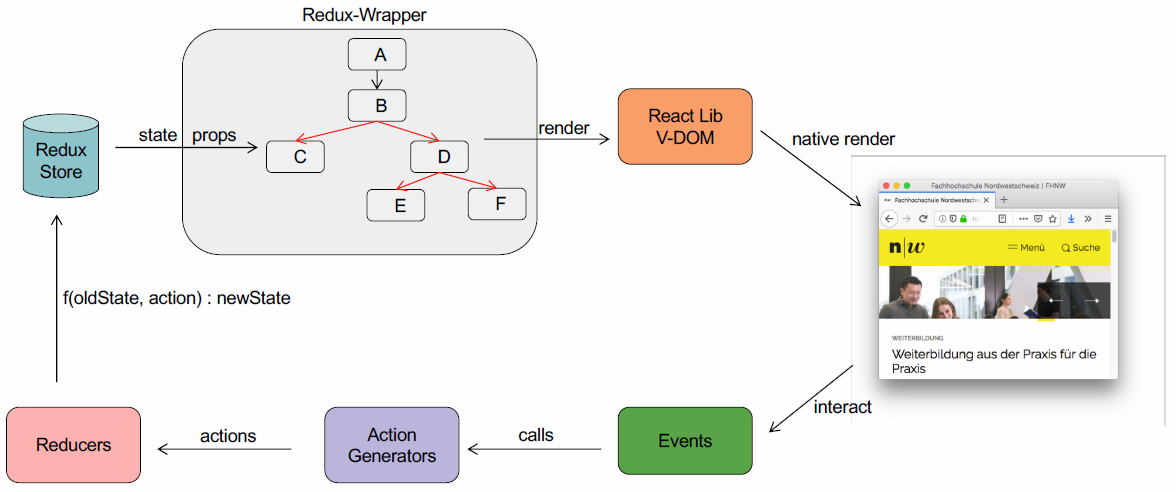 Redux-Wrapper
A
B
C
D
E
F
Redux
Store
state
props
render
React Lib
V-DOM
native render
Fachhochschule Nordwestschweiz | FHNW
Fachhochschule Nordwestschw
n|w
Menü
Suche
WEITERBILDUNG
Weiterbildung aus der Praxis für die
Praxis
f(oldState, action) : newState
interact
Reducers
actions
Action
Generators
calls
Events